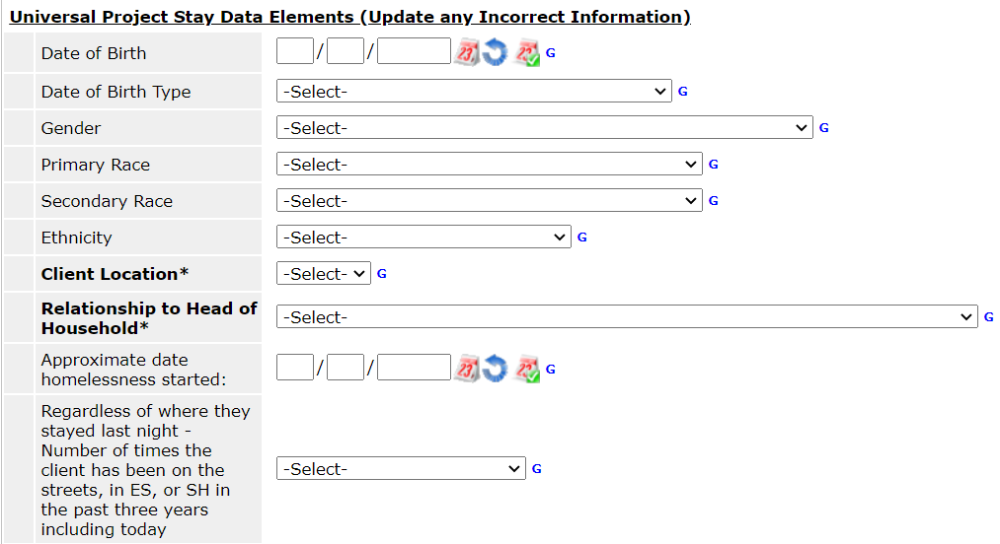 Universal Project Stay Data Elements (Update any Incorrect Information)
Date of Birth / / 23 23 G
Date of Birth Type -Select- G
Gender -Select- G
Primary Race -Select- G
Secondary Race -Select- G
Ethnicity -Select- G
Client Location* -Select- G
Relationship to Head of
Household* -Select- G
Approximate date
homelessness started: / / 23 23 G
Regardless of where they
stayed last night -
Number of times the
client has been on the
streets, in ES, or SH in
the past three years
including today
-Select- G